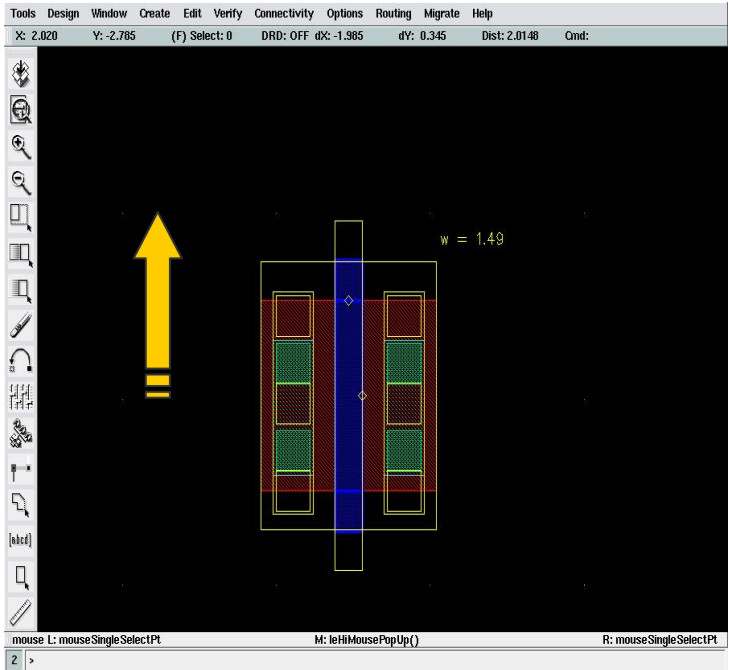 Tools Design Window Create Edit Verify Connectivity Options Routing Migrate Help
X: 2.020 Y: -2.785 (F) Select: 0 DRD: OFF dX: -1.985 dY: 0.345 Dist: 2.0148 Cmd:
w = 1.49
[abcd]
mouse L: mouseSingleSelectPt M: leHiMousePopUp() R: mouseSingleSelectPt
2 >